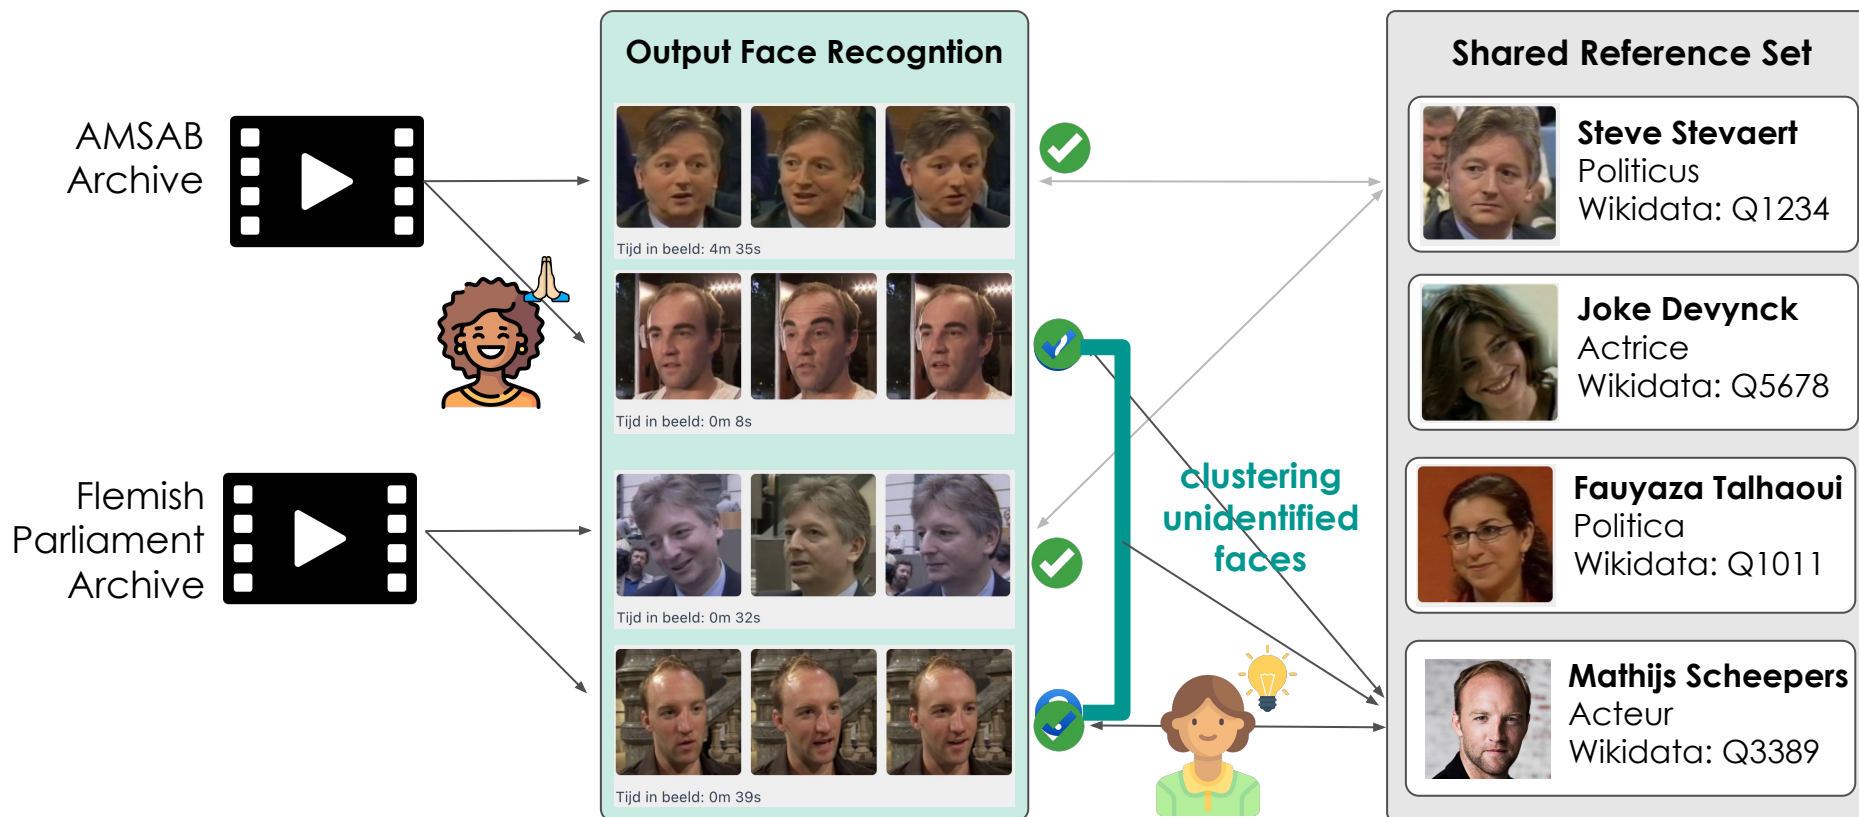 AMSAB
Archive
Flemish
Parliament
Archive
Output Face Recogntion
Tijd in beeld: 4m 35s
Tijd in beeld: 0m 8s
Tijd in beeld: 0m 32s
Tijd in beeld: 0m 39s
clustering
unidentified
faces
Shared Reference Set
Steve Stevaert
Politicus
Wikidata: Q1234
Joke Devynck
Actrice
Wikidata: Q5678
Fauyaza Talhaoui
Politica
Wikidata: Q1011
Mathijs Scheepers
Acteur
Wikidata: Q3389